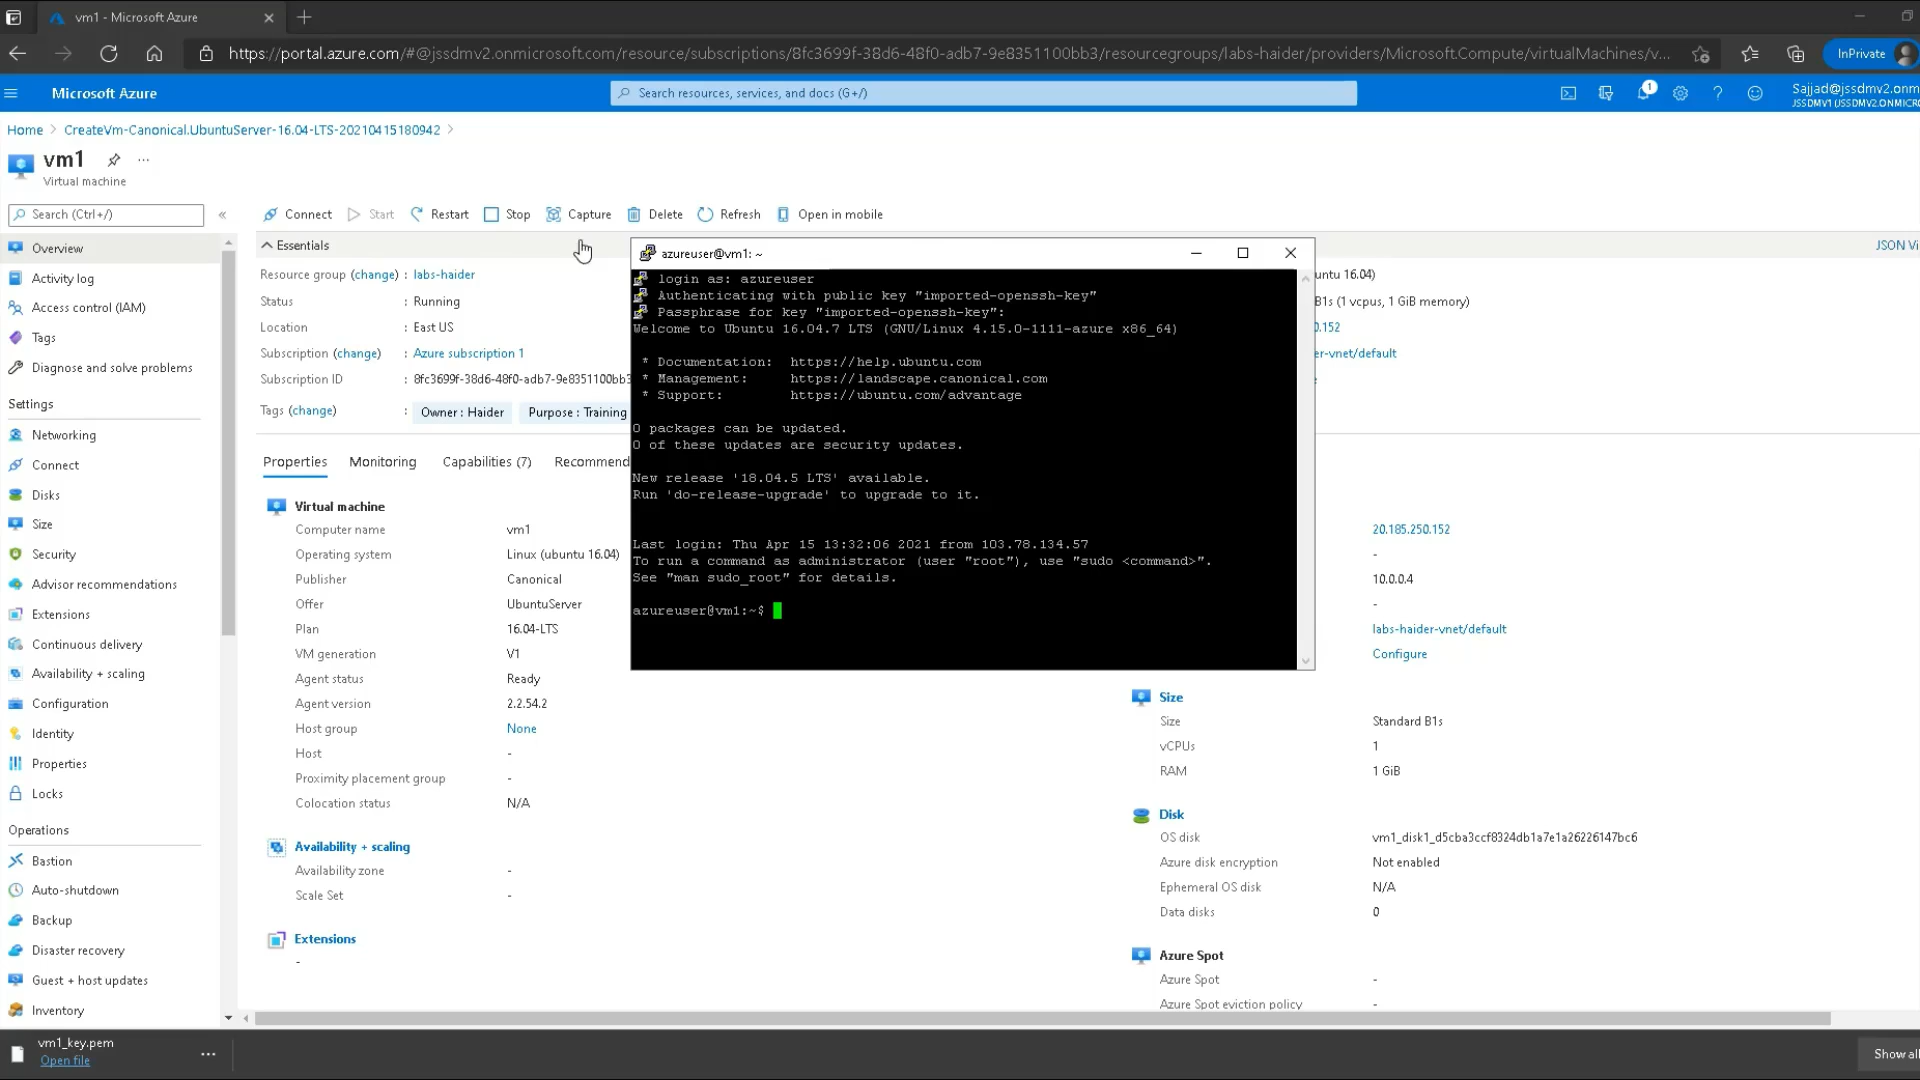 vm1 - Microsoft Azure
https://portal.azure.com/#@jssdmv2.onmicrosoft.com/resource/subscriptions/8fc3699f-38d6-48f0-adb7-9e8351100bb3/resourcegroups/labs-haider/providers/Microsoft.Compute/virtualMachines/v...
InPrivate
Microsoft Azure
Search resources, services, and docs (G+/)
1
Sajjad@jssdmv2.onm
JSSDMV1 (JSSDMV2.ONMICRO
Home > CreateVm-Canonical.UbuntuServer-16.04-LTS-20210415180942 >
vm1
...
Virtual machine
Search (Ctrl+/)
«
Connect
Start
Restart
Stop
Capture
Delete
Refresh
Open in mobile
Overview
Activity log
Access control (IAM)
Tags
Diagnose and solve problems
Settings
Networking
Connect
Disks
Size
Security
Advisor recommendations
Extensions
Continuous delivery
Availability + scaling
Configuration
Identity
Properties
Locks
Operations
Bastion
Auto-shutdown
Backup
Disaster recovery
Guest + host updates
Inventory
Essentials
JSON Vi
Resource group (change) : labs-haider
Status : Running
Location : East US
Subscription (change) : Azure subscription 1
Subscription ID : 8fc3699f-38d6-48f0-adb7-9e8351100bb3
Tags (change) : Owner : Haider Purpose : Training
untu 16.04)
B1s (1 vcpus, 1 GiB memory)
0.152
er-vnet/default
Properties
Monitoring
Capabilities (7)
Recommend
Virtual machine
Computer name vm1
Operating system Linux (ubuntu 16.04)
Publisher Canonical
Offer UbuntuServer
Plan 16.04-LTS
VM generation V1
Agent status Ready
Agent version 2.2.54.2
Host group None
Host -
Proximity placement group -
Colocation status N/A
Availability + scaling
Availability zone -
Scale Set -
Extensions
-
azureuser@vm1: ~
login as: azureuser
Authenticating with public key "imported-openssh-key"
Passphrase for key "imported-openssh-key":
Welcome to Ubuntu 16.04.7 LTS (GNU/Linux 4.15.0-1111-azure x86_64)
* Documentation: https://help.ubuntu.com
* Management: https://landscape.canonical.com
* Support: https://ubuntu.com/advantage
0 packages can be updated.
0 of these updates are security updates.
New release '18.04.5 LTS' available.
Run 'do-release-upgrade' to upgrade to it.
Last login: Thu Apr 15 13:32:06 2021 from 103.78.134.57
To run a command as administrator (user "root"), use "sudo <command>".
See "man sudo_root" for details.
azureuser@vm1:~$
20.185.250.152
-
10.0.0.4
-
labs-haider-vnet/default
Configure
Size
Size Standard B1s
vCPUs 1
RAM 1 GiB
Disk
OS disk vm1_disk1_d5cba3ccf8324db1a7e1a26226147bc6
Azure disk encryption Not enabled
Ephemeral OS disk N/A
Data disks 0
Azure Spot
Azure Spot -
Azure Spot eviction policy -
vm1_key.pem
Open file
...
Show all